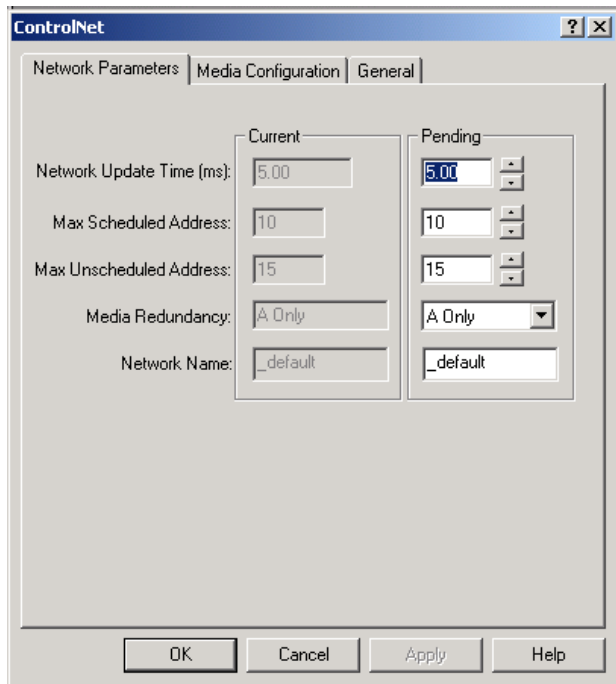 ControlNet
Network Parameters Media Configuration General
Current Pending
Network Update Time (ms): 5.00 5.00
Max Scheduled Address: 10 10
Max Unscheduled Address: 15 15
Media Redundancy: A Only A Only
Network Name: _default _default
OK Cancel Apply Help